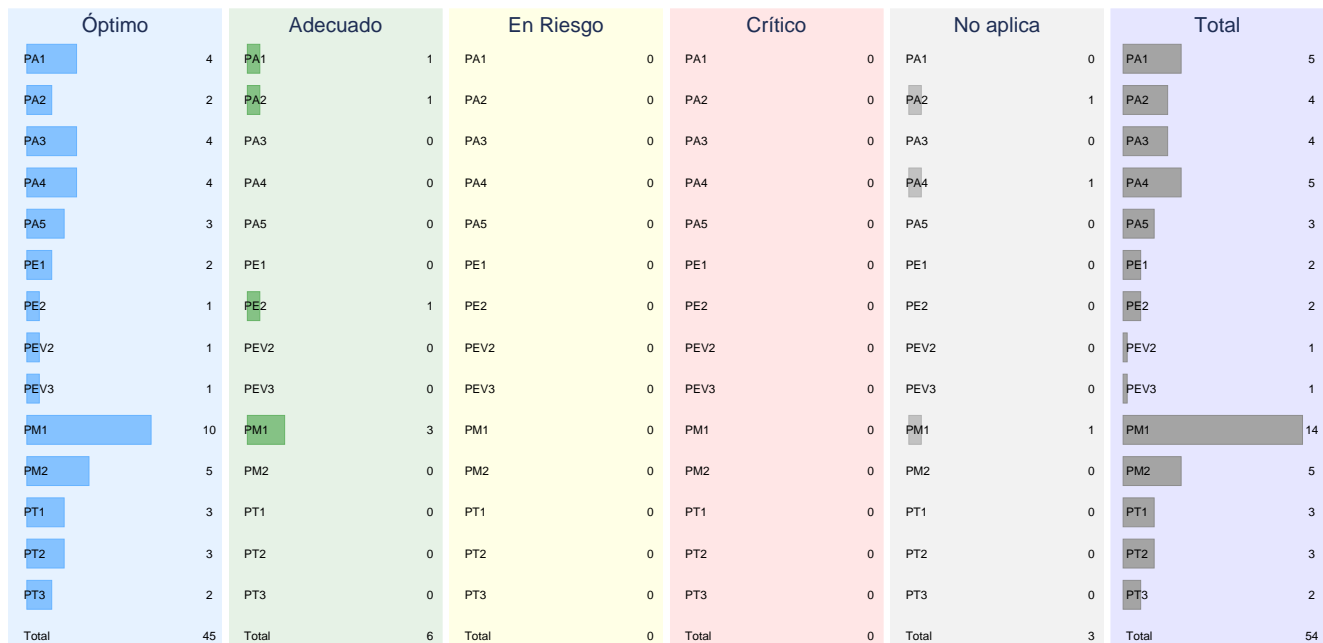 Óptimo Adecuado En Riesgo Crítico No aplica Total
PA1 4 PA1 1 PA1 0 PA1 0 PA1 0 PA1 5
PA2 2 PA2 1 PA2 0 PA2 0 PA2 1 PA2 4
PA3 4 PA3 0 PA3 0 PA3 0 PA3 0 PA3 4
PA4 4 PA4 0 PA4 0 PA4 0 PA4 1 PA4 5
PA5 3 PA5 0 PA5 0 PA5 0 PA5 0 PA5 3
PE1 2 PE1 0 PE1 0 PE1 0 PE1 0 PE1 2
PE2 1 PE2 1 PE2 0 PE2 0 PE2 0 PE2 2
PEV2 1 PEV2 0 PEV2 0 PEV2 0 PEV2 0 PEV2 1
PEV3 1 PEV3 0 PEV3 0 PEV3 0 PEV3 0 PEV3 1
PM1 10 PM1 3 PM1 0 PM1 0 PM1 1 PM1 14
PM2 5 PM2 0 PM2 0 PM2 0 PM2 0 PM2 5
PT1 3 PT1 0 PT1 0 PT1 0 PT1 0 PT1 3
PT2 3 PT2 0 PT2 0 PT2 0 PT2 0 PT2 3
PT3 2 PT3 0 PT3 0 PT3 0 PT3 0 PT3 2
Total 45 Total 6 Total 0 Total 0 Total 3 Total 54